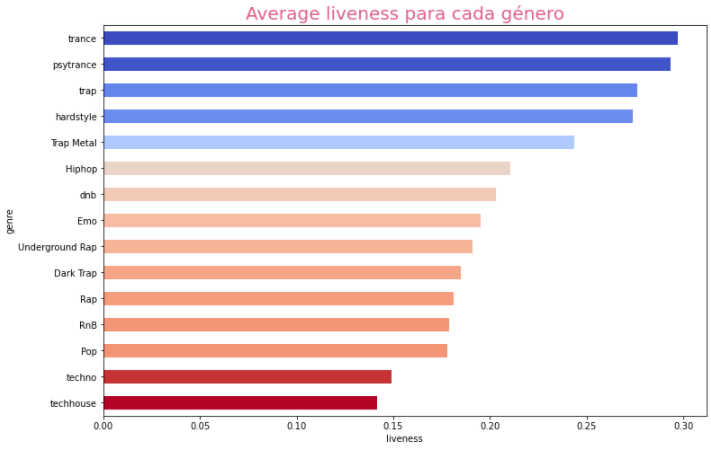 Average liveness para cada género
trance
psytrance
trap
hardstyle
Trap Metal
Hiphop
dnb
Emo
Underground Rap
Dark Trap
Rap
RnB
Pop
techno
techhouse
genre
0.00 0.05 0.10 0.15 0.20 0.25 0.30
liveness